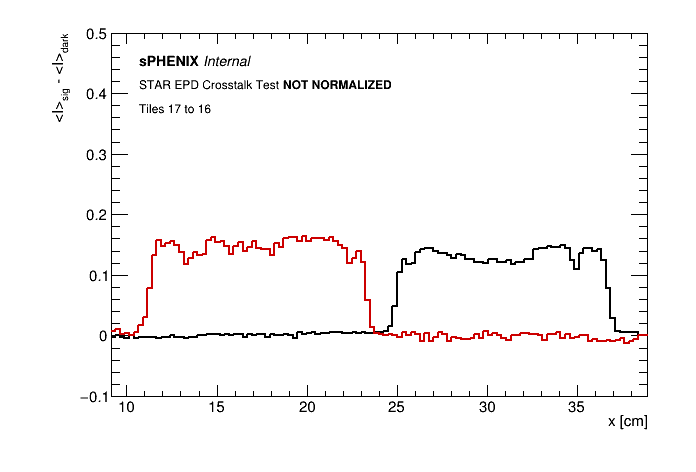 <I>sig - <I>dark
0.5
sPHENIX Internal
STAR EPD Crosstalk Test NOT NORMALIZED
0.4
Tiles 17 to 16
0.3
0.2
0.1
0
−0.1
10 15 20 25 30 35
x [cm]